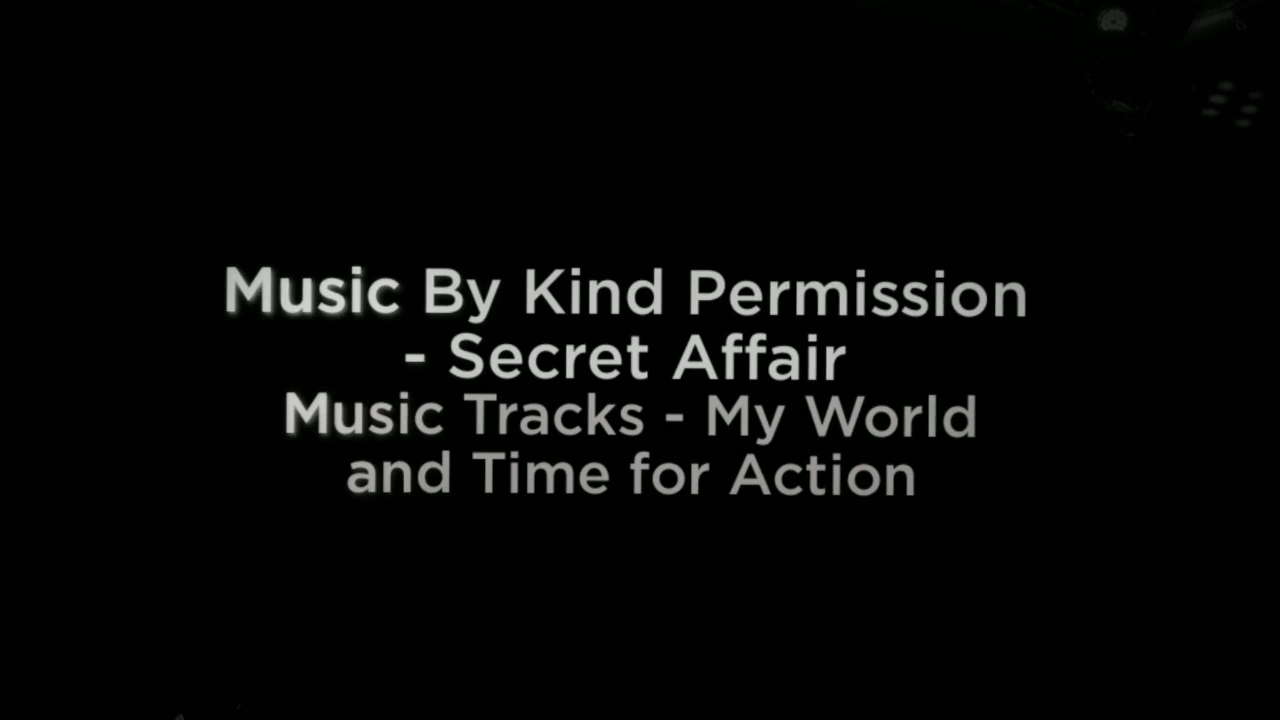 Music By Kind Permission
- Secret Affair
Music Tracks - My World
and Time for Action